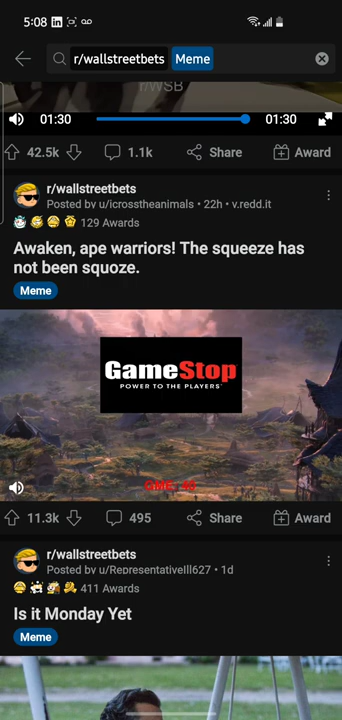 5:08
r/wallstreetbets Meme
r/WSB
01:30 01:30
42.5k 1.1k Share Award
r/wallstreetbets
Posted by u/icrosstheanimals • 22h • v.redd.it
129 Awards
Awaken, ape warriors! The squeeze has
not been squoze.
Meme
GameStop
POWER TO THE PLAYERS'
11.3k 495 Share Award
r/wallstreetbets
Posted by u/RepresentativeIll627 • 1d
411 Awards
Is it Monday Yet
Meme